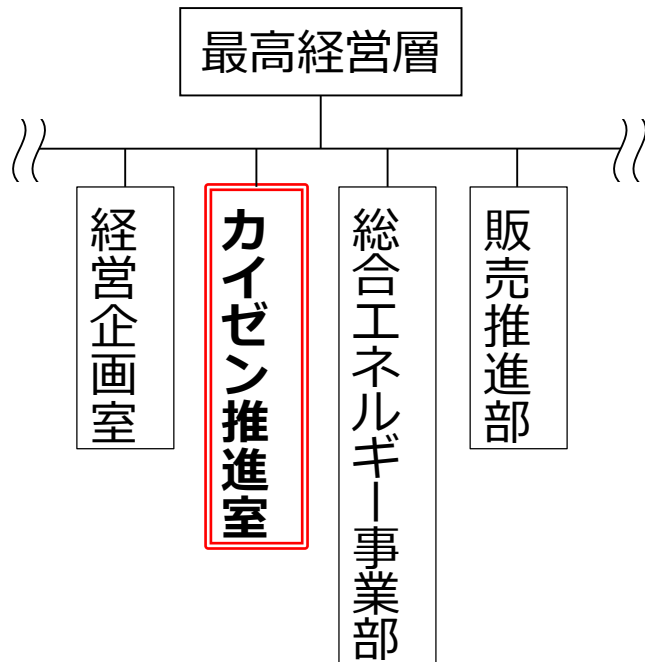 最高経営層
経営企画室
カイゼン推進室
総合エネルギー事業部
販売推進部